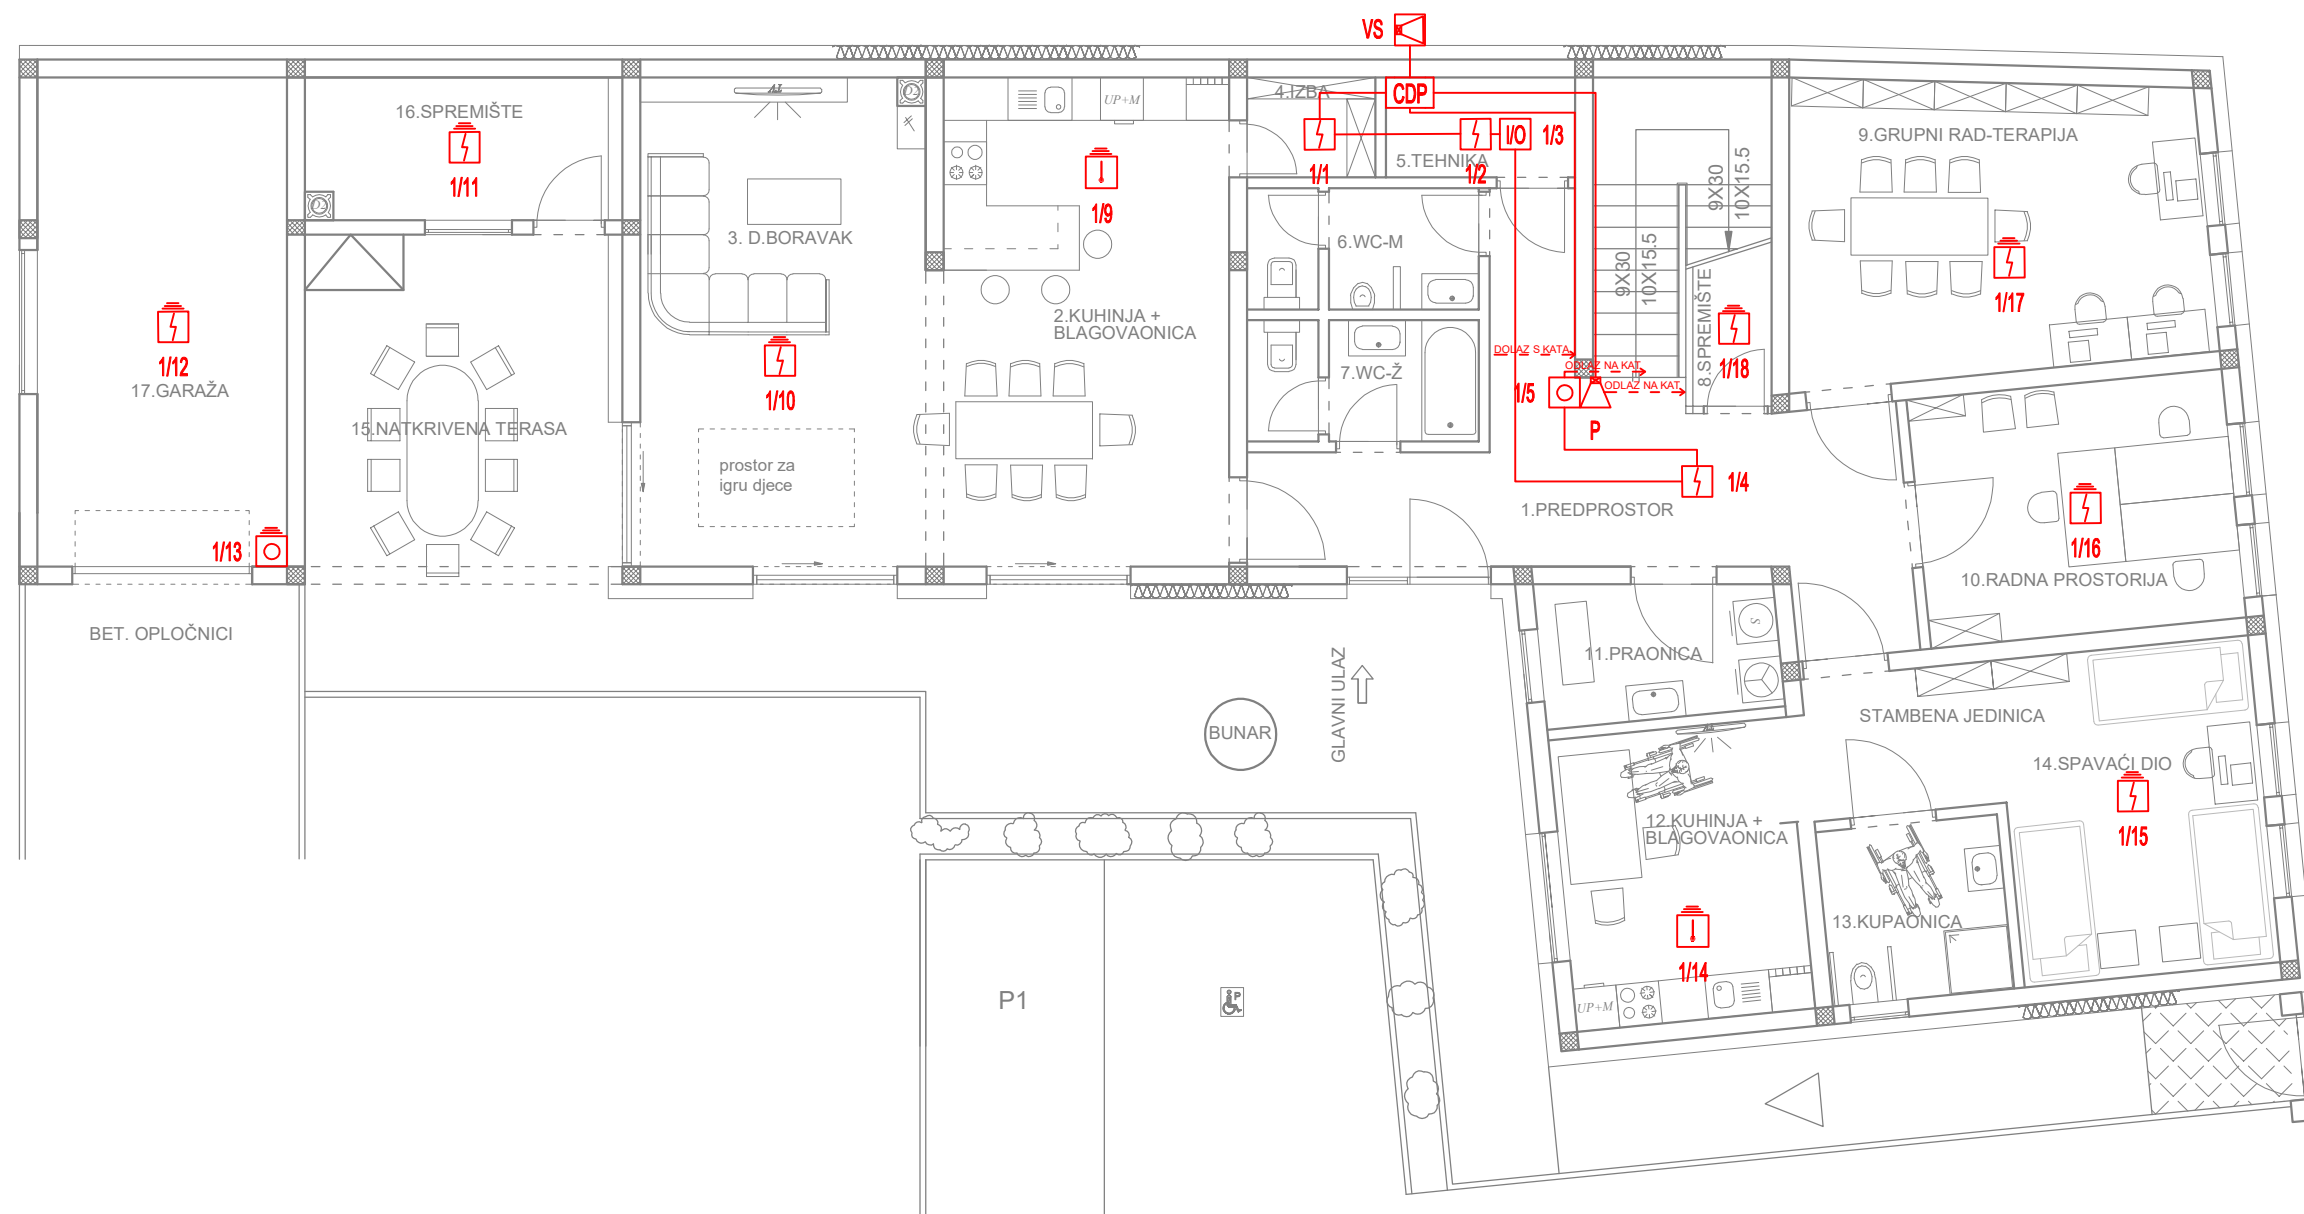 VS
CDP
4.IZBA
16.SPREMIŠTE
1/11
TV
UP+M
1/9
1/1
1/2
I/O
1/3
5.TEHNIKA
9X30
10X15.5
9.GRUPNI RAD-TERAPIJA
1/17
3. D.BORAVAK
6.WC-M
9X30
10X15.5
8.SPREMIŠTE
1/18
2.KUHINJA +
BLAGOVAONICA
1/12
17.GARAŽA
1/10
DOLAZ S KATA
ODLAZ NA KAT
ODLAZ NA KAT
7.WC-Ž
1/5
P
15.NATKRIVENA TERASA
prostor za
igru djece
1/4
1.PREDPROSTOR
1/13
1/16
10.RADNA PROSTORIJA
BET. OPLOČNICI
GLAVNI ULAZ
BUNAR
11.PRAONICA
S
STAMBENA JEDINICA
14.SPAVAĆI DIO
1/15
12.KUHINJA +
BLAGOVAONICA
13.KUPAONICA
1/14
UP+M
P1
P